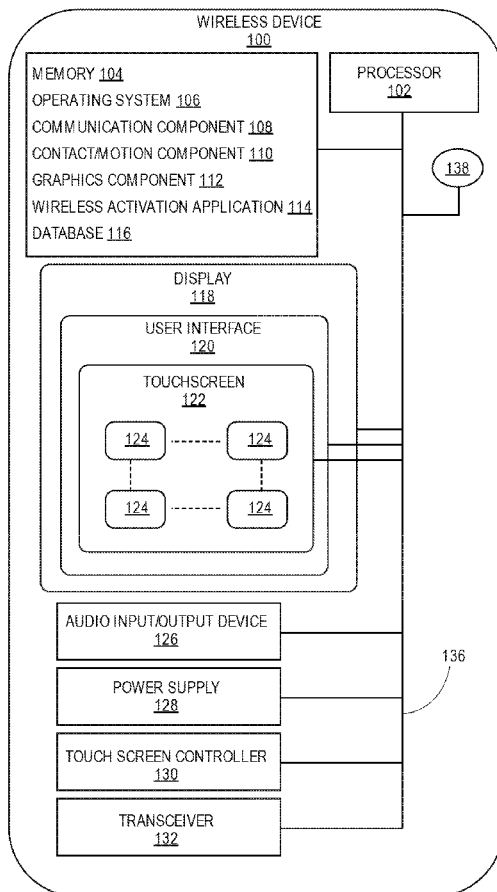 WIRELESS DEVICE
100
MEMORY 104
OPERATING SYSTEM 106
COMMUNICATION COMPONENT 108
CONTACT/MOTION COMPONENT 110
GRAPHICS COMPONENT 112
WIRELESS ACTIVATION APPLICATION 114
DATABASE 116
PROCESSOR
102
138
DISPLAY
118
USER INTERFACE
120
TOUCHSCREEN
122
124 124
124 124
AUDIO INPUT/OUTPUT DEVICE
126
136
POWER SUPPLY
128
TOUCH SCREEN CONTROLLER
130
TRANSCEIVER
132